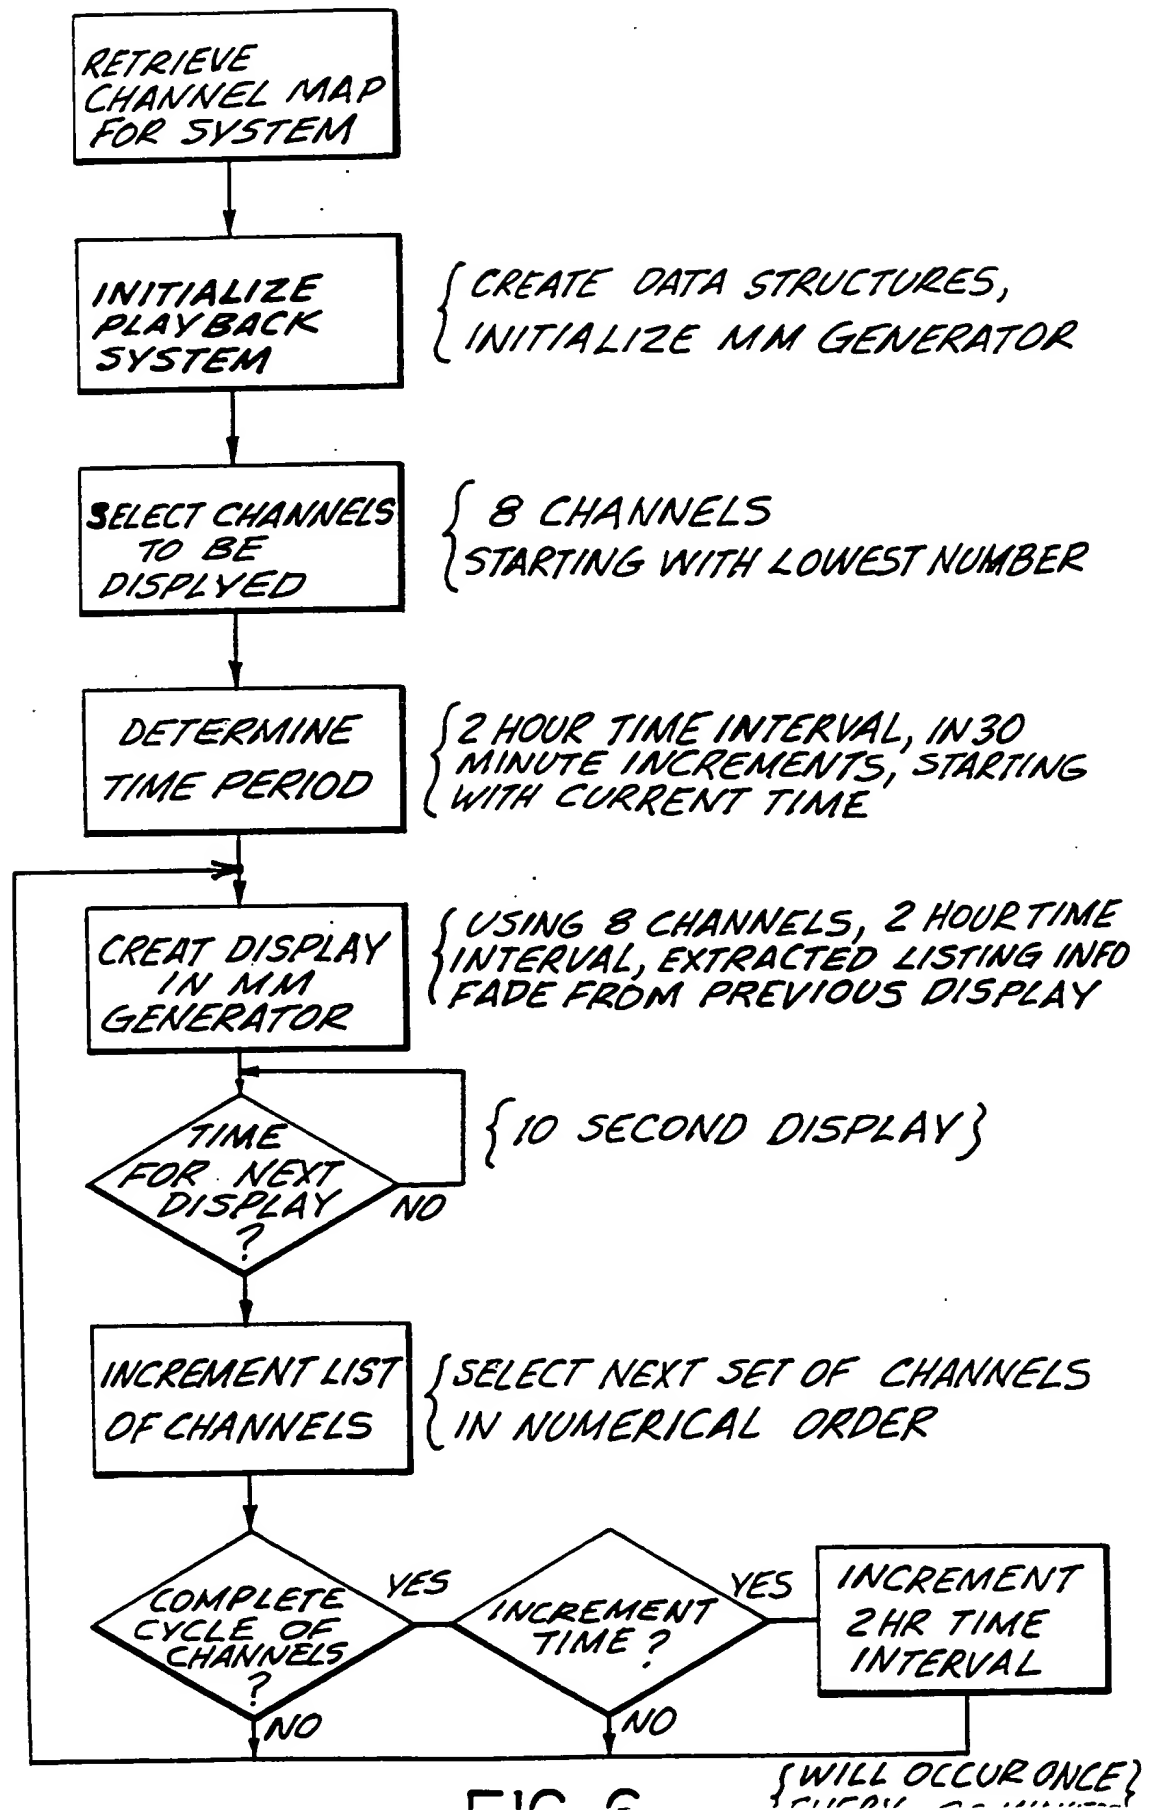 RETRIEVE
CHANNEL MAP
FOR SYSTEM
INITIALIZE
PLAYBACK
SYSTEM
{ CREATE DATA STRUCTURES,
INITIALIZE MM GENERATOR
SELECT CHANNELS
TO BE
DISPLYED
{ 8 CHANNELS
STARTING WITH LOWEST NUMBER
DETERMINE
TIME PERIOD
{ 2 HOUR TIME INTERVAL, IN 30
MINUTE INCREMENTS, STARTING
WITH CURRENT TIME
CREAT DISPLAY
IN MM
GENERATOR
{ USING 8 CHANNELS, 2 HOUR TIME
INTERVAL, EXTRACTED LISTING INFO
FADE FROM PREVIOUS DISPLAY
TIME
FOR NEXT
DISPLAY
?
NO
{ 10 SECOND DISPLAY }
INCREMENT LIST
OF CHANNELS
{ SELECT NEXT SET OF CHANNELS
IN NUMERICAL ORDER
COMPLETE
CYCLE OF
CHANNELS
?
YES
NO
INCREMENT
TIME ?
YES
NO
INCREMENT
2 HR TIME
INTERVAL
{ WILL OCCUR ONCE }
EVERY
FIG. 6